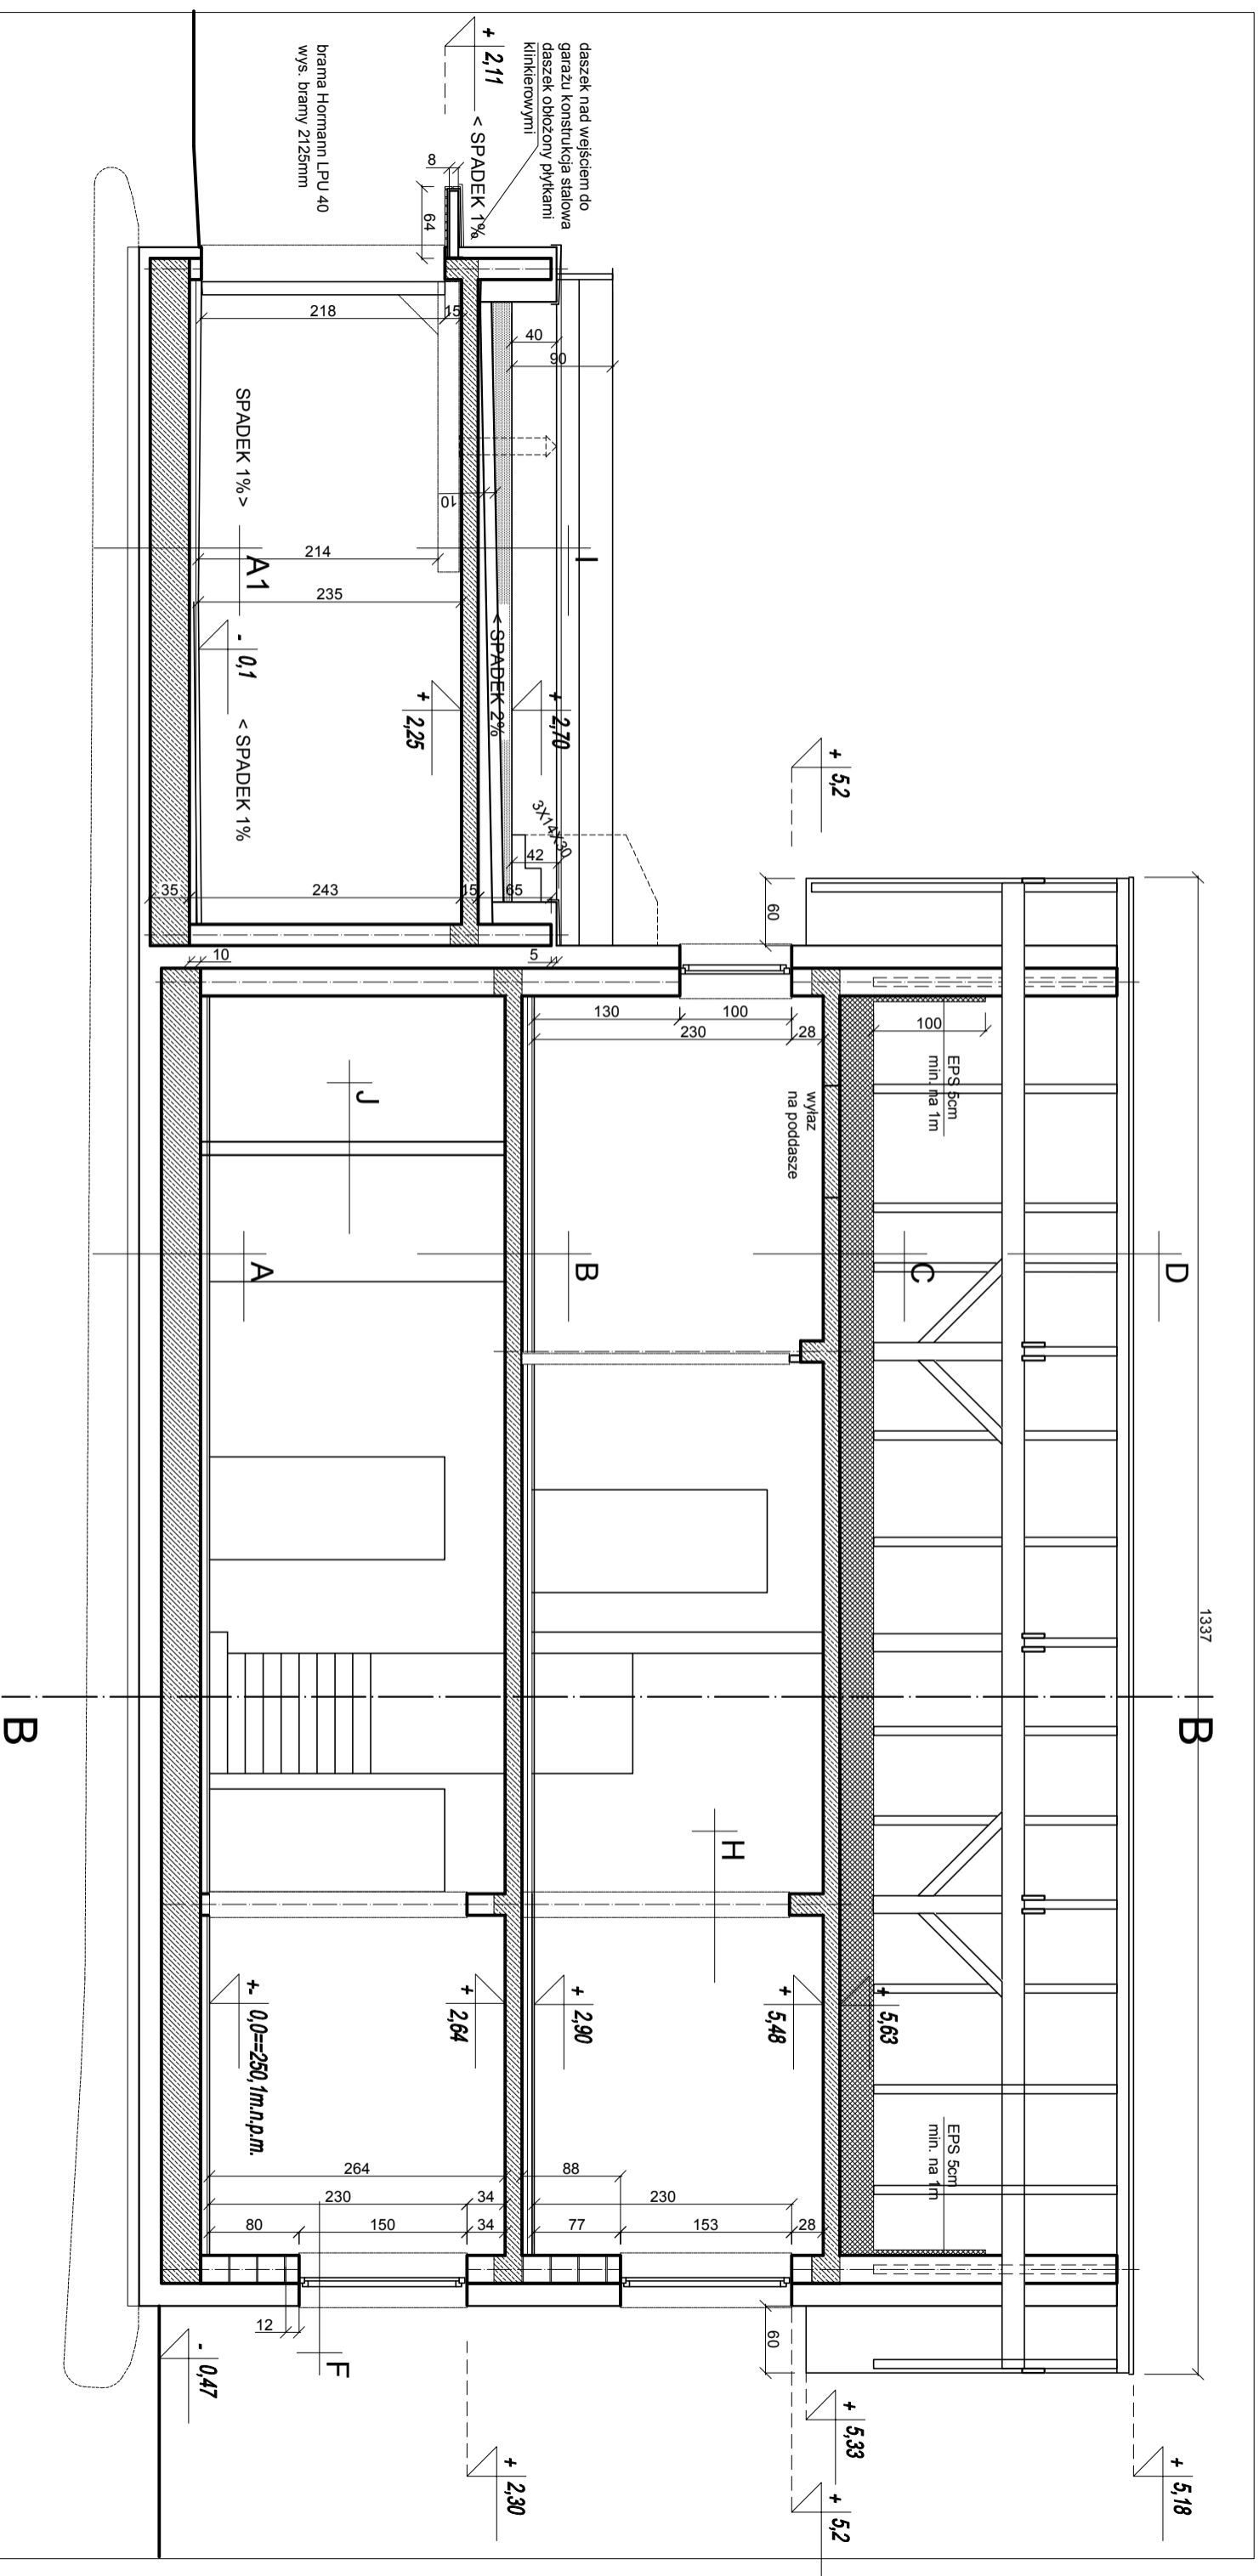 daszek nad wejściem do
garażu konstrukcja stalowa
daszek obłożony płytkami
klinkierowymi
+ 2,11
< SPADEK 1%
brama Hormann LPU 40
wys. bramy 2125mm
8
64
218
15
40
90
10
SPADEK 1% >
A1
I
214
235
- 0,1
< SPADEK 1%
< SPADEK 2%
+ 2,25
+ 2,70
3X14X30
42
35
243
15
65
10
5
+ 5,2
60
1337
130
100
230
28
100
EPS 5cm
min. na 1m
wyłaz
na poddasze
J
A
B
C
D
B
B
H
+- 0,0==250,1m.n.p.m.
+ 2,64
+ 2,90
+ 5,48
+ 5,63
EPS 5cm
min. na 1m
264
88
230
34
230
80
150
34
77
153
28
12
F
60
- 0,47
+ 2,30
+ 5,33
+ 5,2
+ 5,18